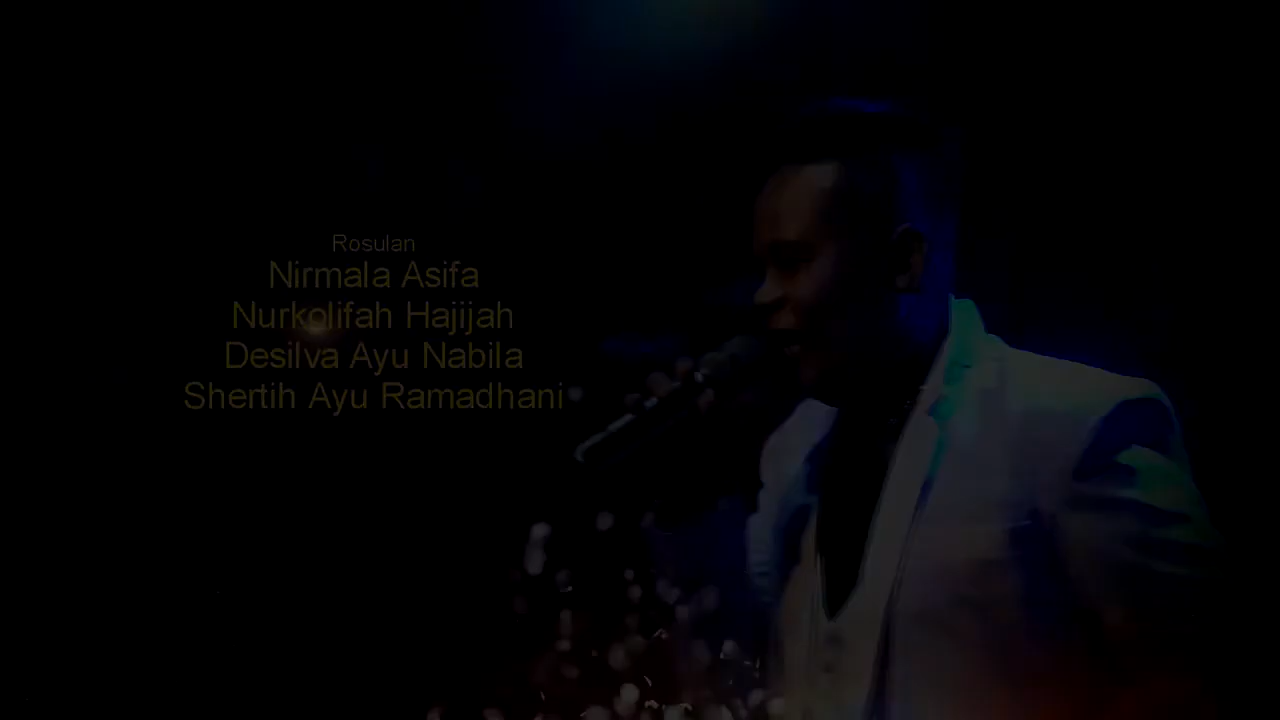 Rosulan
Nirmala Asifa
Nurkolifah Hajijah
Desilva Ayu Nabila
Shertih Ayu Ramadhani